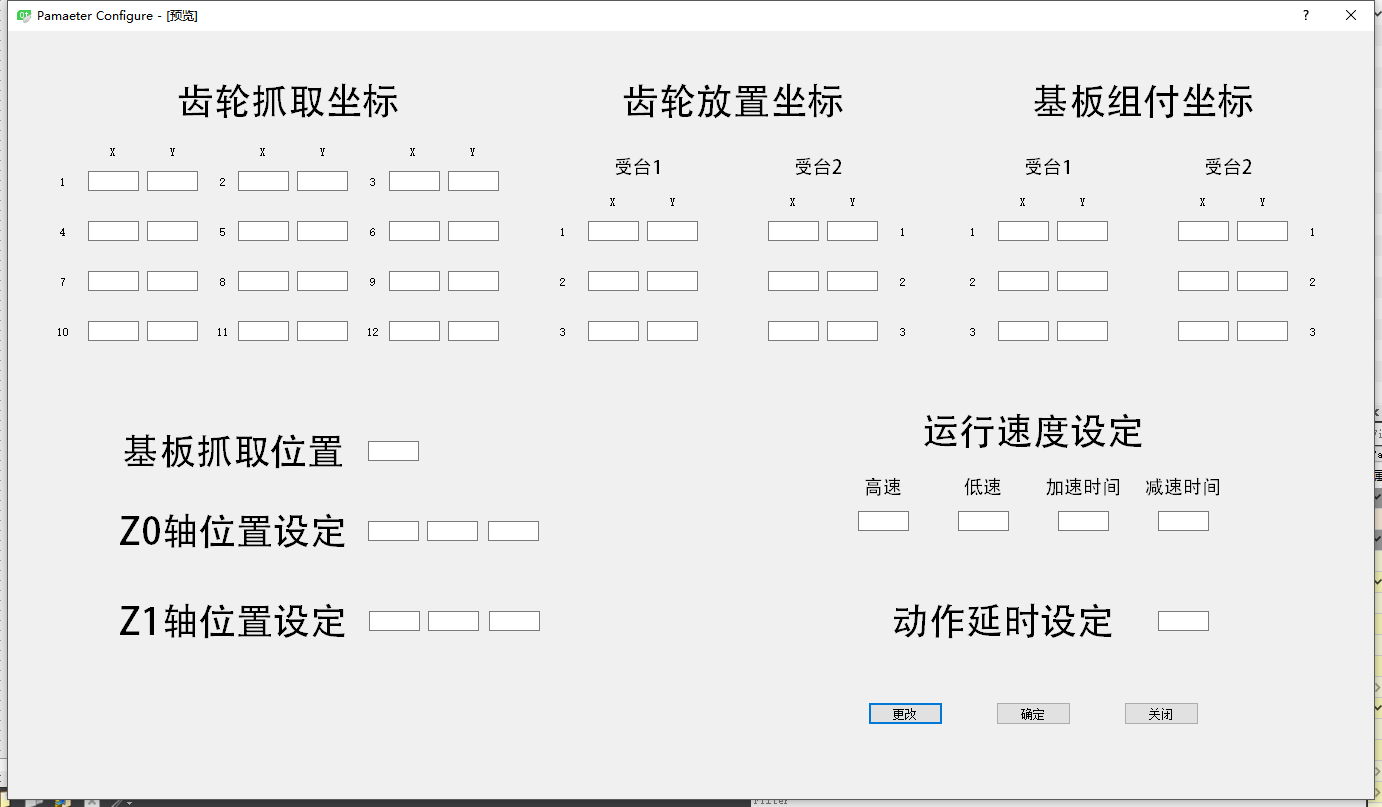 Pamaeter Configure - [预览]
齿轮抓取坐标 齿轮放置坐标 基板组付坐标
X Y X Y X Y
受台1 受台2 受台1 受台2
1 2 3
X Y X Y X Y X Y
4 5 6 1 1 1 1
7 8 9 2 2 2 2
10 11 12 3 3 3 3
运行速度设定
基板抓取位置
高速 低速 加速时间 减速时间
Z0轴位置设定
Z1轴位置设定 动作延时设定
更改 确定 关闭
Filter